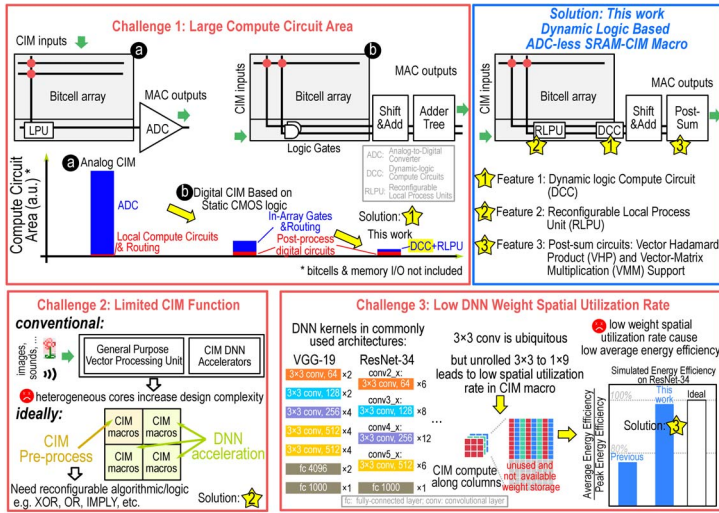 Challenge 1: Large Compute Circuit Area
CIM inputs
a
Bitcell array
LPU
MAC outputs
ADC
b
CIM inputs
Bitcell array
MAC outputs
Shift
&Add
Adder
Tree
Logic Gates
ADC: Analog-to-Digital
Converter
DCC: Dynamic-logic
Compute Circuits
RLPU: Reconfigurable
Local Process Units
Compute Circuit
Area (a.u.) *
a Analog CIM
ADC
Local Compute Circuits
& Routing
b Digital CIM Based on
Static CMOS logic
In-Array Gates
&Routing
Post-process
digital circuits
Solution: 1
This work
DCC+RLPU
* bitcells & memory I/O not included
Solution: This work
Dynamic Logic Based
ADC-less SRAM-CIM Macro
CIM inputs
Bitcell array
MAC outputs
RLPU
DCC
Shift
&Add
Post-
Sum
2
1
3
1 Feature 1: Dynamic logic Compute Circuit
(DCC)
2 Feature 2: Reconfigurable Local Process
Unit (RLPU)
3 Feature 3: Post-sum circuits: Vector Hadamard
Product (VHP) and Vector-Matrix
Multiplication (VMM) Support
Challenge 2: Limited CIM Function
conventional:
images,
sounds, ...
General Purpose
Vector Processing Unit
CIM DNN
Accelerators
heterogeneous cores increase design complexity
ideally:
CIM
Pre-process
CIM
macros
CIM
macros
CIM
macros
CIM
macros
DNN
acceleration
Need reconfigurable algorithmic/logic
e.g. XOR, OR, IMPLY, etc.
Solution: 2
Challenge 3: Low DNN Weight Spatial Utilization Rate
DNN kernels in commonly
used architectures:
VGG-19
ResNet-34
3×3 conv, 64 ×2
3×3 conv, 128 ×2
3×3 conv, 256 ×4
3×3 conv, 512 ×4
3×3 conv, 512 ×4
fc 4096 ×2
fc 1000 ×1
conv2_x:
3×3 conv, 64 ×6
conv3_x:
3×3 conv, 128 ×8
conv4_x:
3×3 conv, 256 ×12
conv5_x:
3×3 conv, 512 ×6
fc 1000 ×1
...
fc: fully-connected layer; conv: convolutional layer;
3×3 conv is ubiquitous
but unrolled 3×3 to 1×9
leads to low spatial utilization
rate in CIM macro
CIM compute
along columns
unused and
not available
weight storage
low weight spatial
utilization rate cause
low average energy efficiency
Simulated Energy Efficiency
on ResNet-34
Average Energy Efficiency
Peak Energy Efficiency
100%
50%
Previous
This work
Ideal
Solution: 3